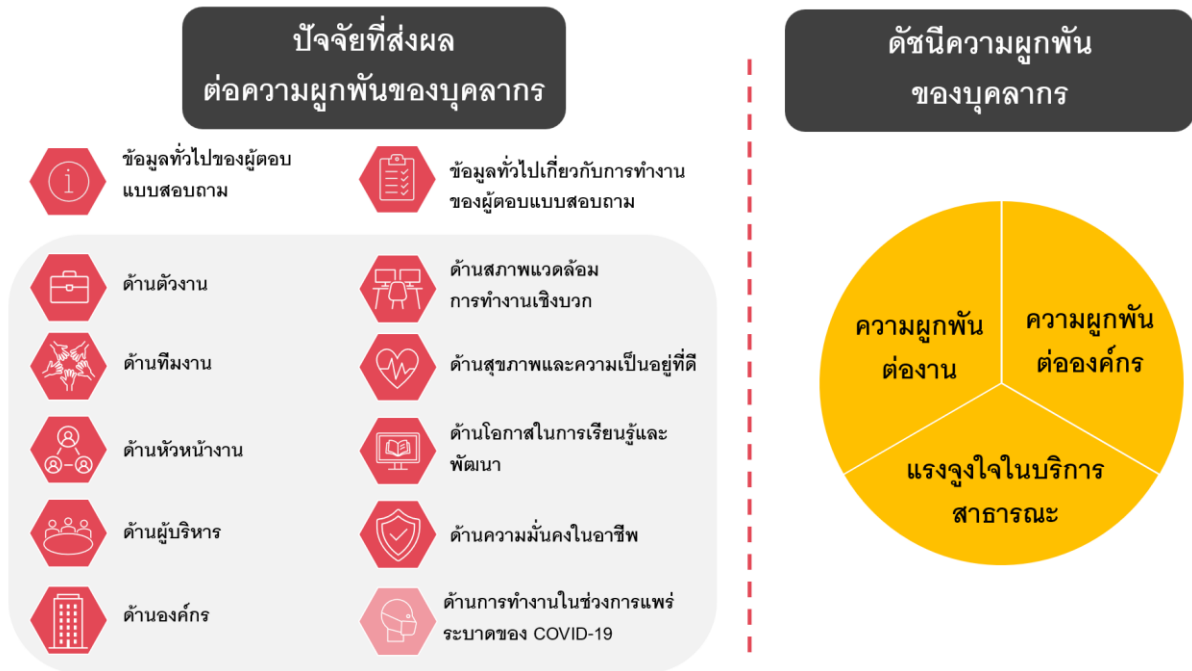 ปัจจัยที่ส่งผล
ต่อความผูกพันของบุคลากร
ข้อมูลทั่วไปของผู้ตอบ
แบบสอบถาม
ข้อมูลทั่วไปเกี่ยวกับการทำงาน
ของผู้ตอบแบบสอบถาม
ด้านตัวงาน
ด้านสภาพแวดล้อม
การทำงานเชิงบวก
ด้านทีมงาน
ด้านสุขภาพและความเป็นอยู่ที่ดี
ด้านหัวหน้างาน
ด้านโอกาสในการเรียนรู้และ
พัฒนา
ด้านผู้บริหาร
ด้านความมั่นคงในอาชีพ
ด้านองค์กร
ด้านการทำงานในช่วงการแพร่
ระบาดของ COVID-19
ดัชนีความผูกพัน
ของบุคลากร
ความผูกพัน
ต่องาน
ความผูกพัน
ต่อองค์กร
แรงจูงใจในบริการ
สาธารณะ